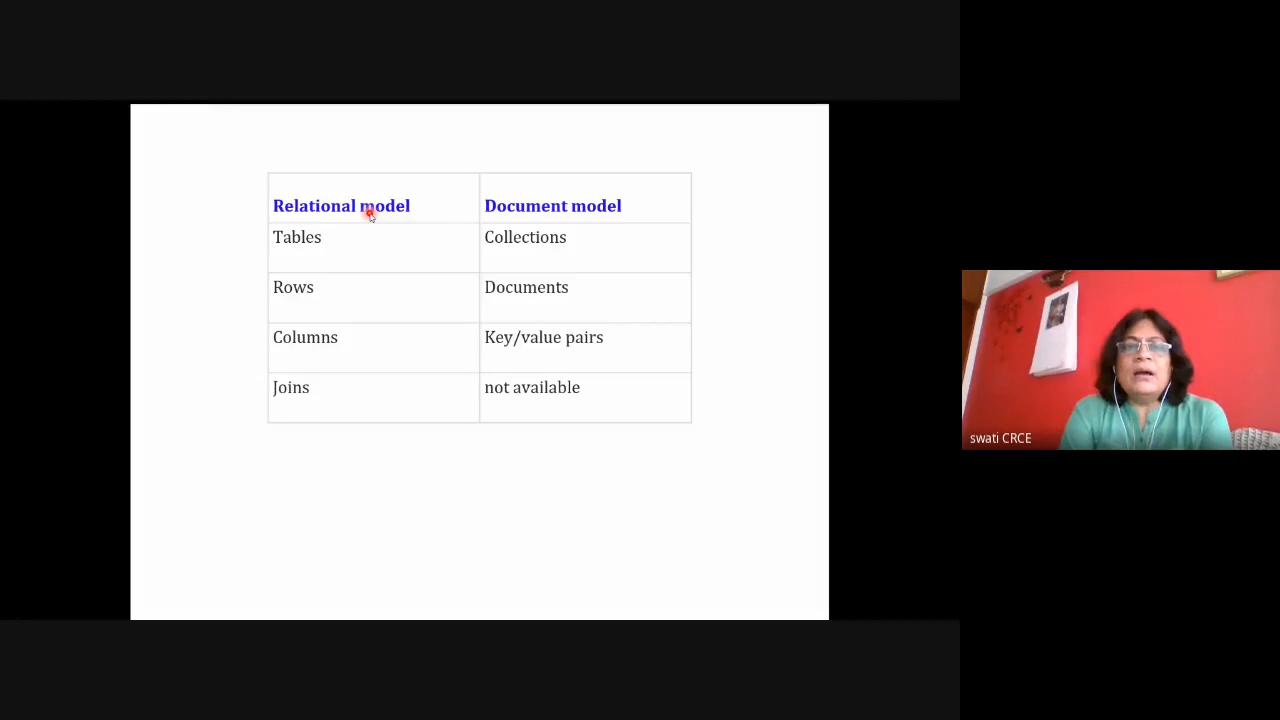 Relational model Document model
Tables Collections
Rows Documents
Columns Key/value pairs
Joins not available
swati CRCE